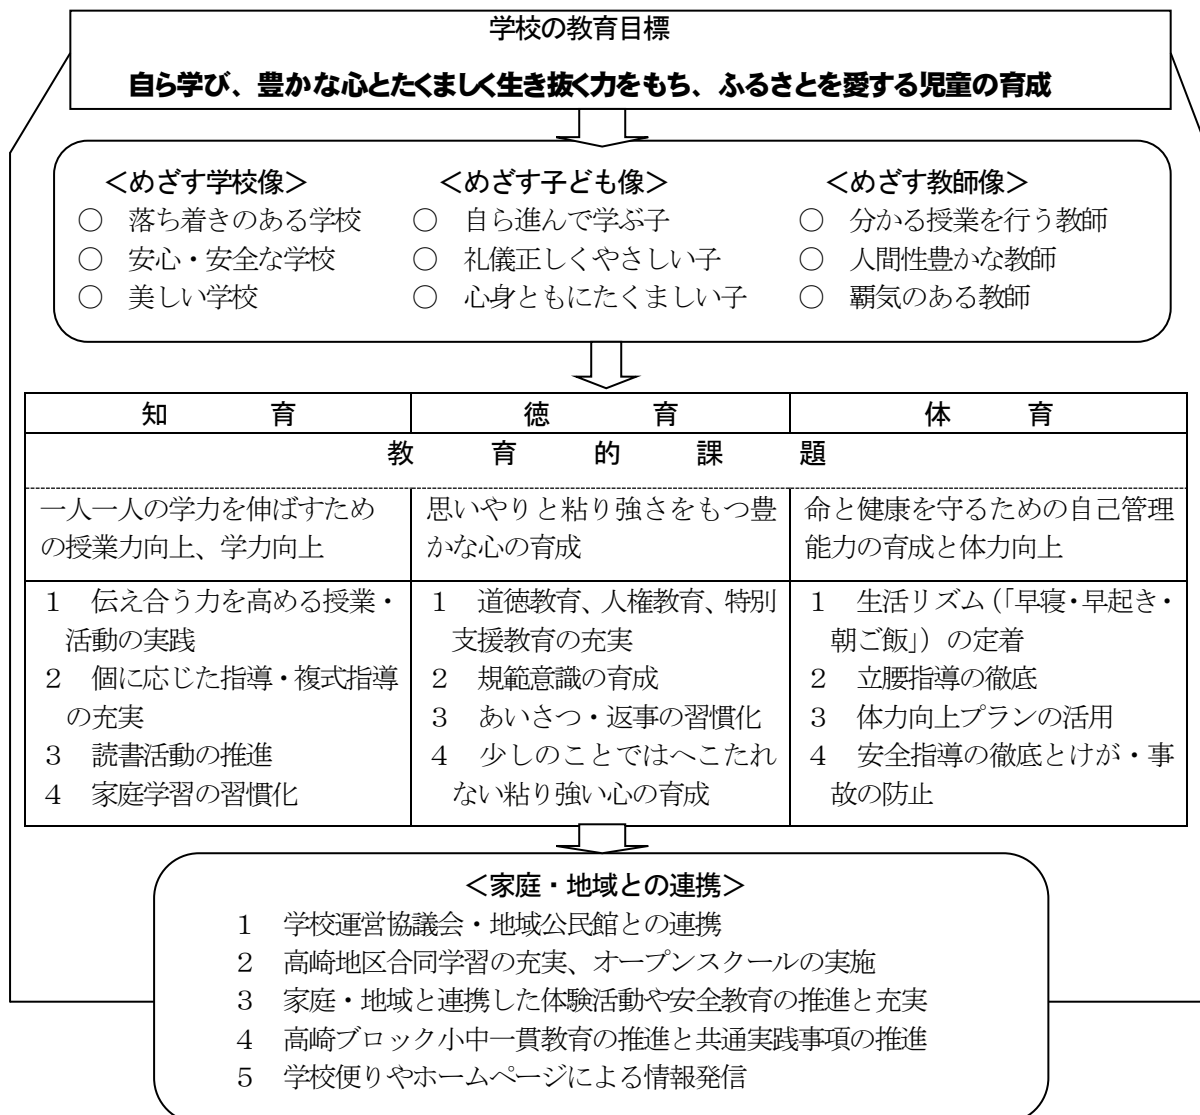 学校の教育目標
自ら学び、豊かな心とたくましく生き抜く力をもち、ふるさとを愛する児童の育成
＜めざす学校像＞
○　落ち着きのある学校
○　安心・安全な学校
○　美しい学校
＜めざす子ども像＞
○　自ら進んで学ぶ子
○　礼儀正しくやさしい子
○　心身ともにたくましい子
＜めざす教師像＞
○　分かる授業を行う教師
○　人間性豊かな教師
○　覇気のある教師
知　育
徳　育
体　育
教　育　的　課　題
一人一人の学力を伸ばすため
の授業力向上、学力向上
思いやりと粘り強さをもつ豊
かな心の育成
命と健康を守るための自己管理
能力の育成と体力向上
１　伝え合う力を高める授業・
活動の実践
２　個に応じた指導・複式指導
の充実
３　読書活動の推進
４　家庭学習の習慣化
１　道徳教育、人権教育、特別
支援教育の充実
２　規範意識の育成
３　あいさつ・返事の習慣化
４　少しのことではへこたれ
ない粘り強い心の育成
１　生活リズム（「早寝・早起き・
朝ご飯」）の定着
２　立腰指導の徹底
３　体力向上プランの活用
４　安全指導の徹底とけが・事
故の防止
＜家庭・地域との連携＞
１　学校運営協議会・地域公民館との連携
２　高崎地区合同学習の充実、オープンスクールの実施
３　家庭・地域と連携した体験活動や安全教育の推進と充実
４　高崎ブロック小中一貫教育の推進と共通実践事項の推進
５　学校便りやホームページによる情報発信